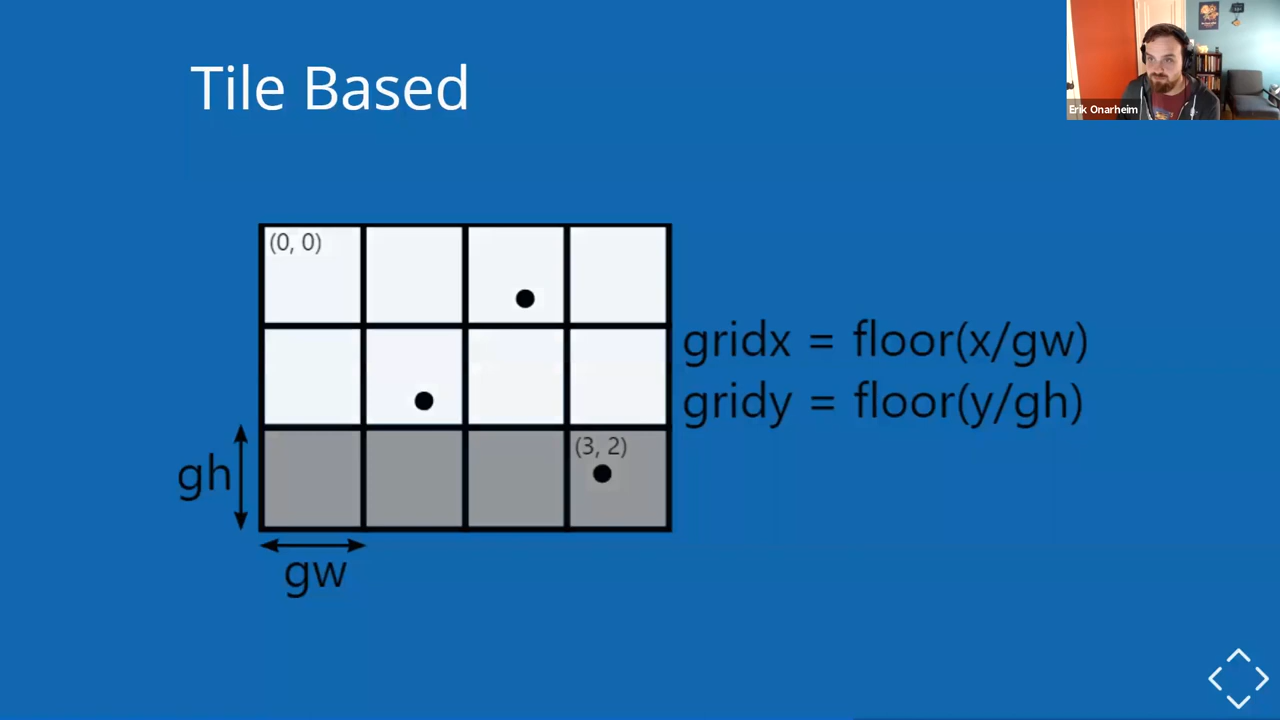 Tile Based
Erik Onarheim
(0, 0)
gridx = floor(x/gw)
gridy = floor(y/gh)
(3, 2)
gh
gw